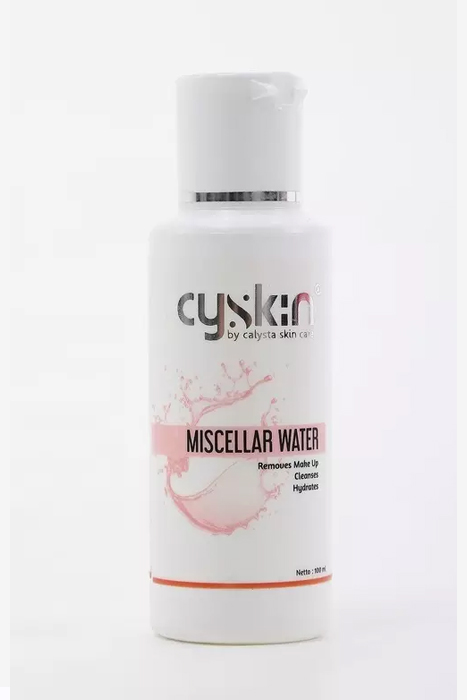 cyskin
by calysta skin care
MISCELLAR WATER
Removes Make Up
Cleanses
Hydrates
Netto : 100 ml